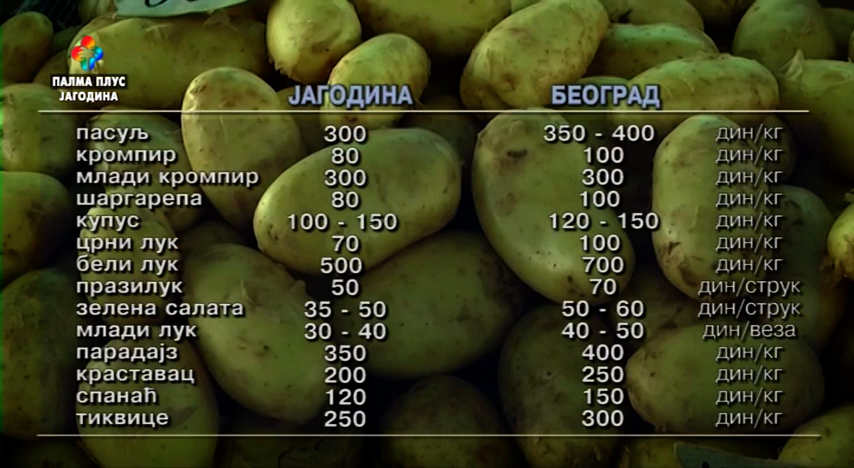 ПАЛМА ПЛУС
ЈАГОДИНА
ЈАГОДИНА БЕОГРАД
пасуљ 300 350 - 400 дин/кг
кромпир 80 100 дин/кг
млади кромпир 300 300 дин/кг
шаргарепа 80 100 дин/кг
купус 100 - 150 120 - 150 дин/кг
црни лук 70 100 дин/кг
бели лук 500 700 дин/кг
празилук 50 70 дин/струк
зелена салата 35 - 50 50 - 60 дин/струк
млади лук 30 - 40 40 - 50 дин/веза
парадајз 350 400 дин/кг
краставац 200 250 дин/кг
спанаћ 120 150 дин/кг
тиквице 250 300 дин/кг